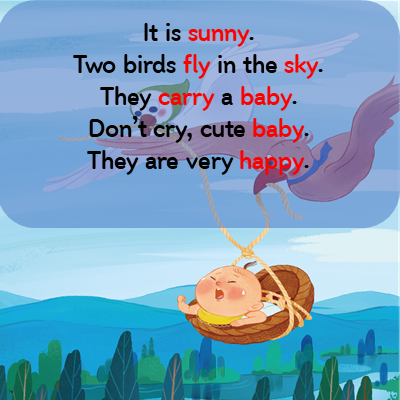 It is sunny.
Two birds fly in the sky.
They carry a baby.
Don't cry, cute baby.
They are very happy.